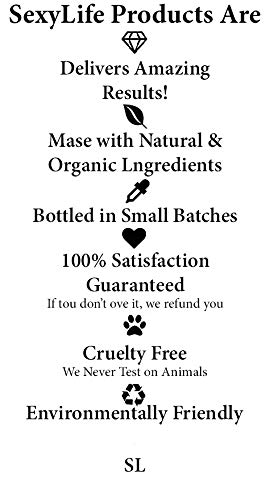 SexyLife Products Are
Delivers Amazing
Results!
Mase with Natural &
Organic Lngredients
Bottled in Small Batches
100% Satisfaction
Guaranteed
If tou don't ove it, we refund you
Cruelty Free
We Never Test on Animals
Environmentally Friendly
SL